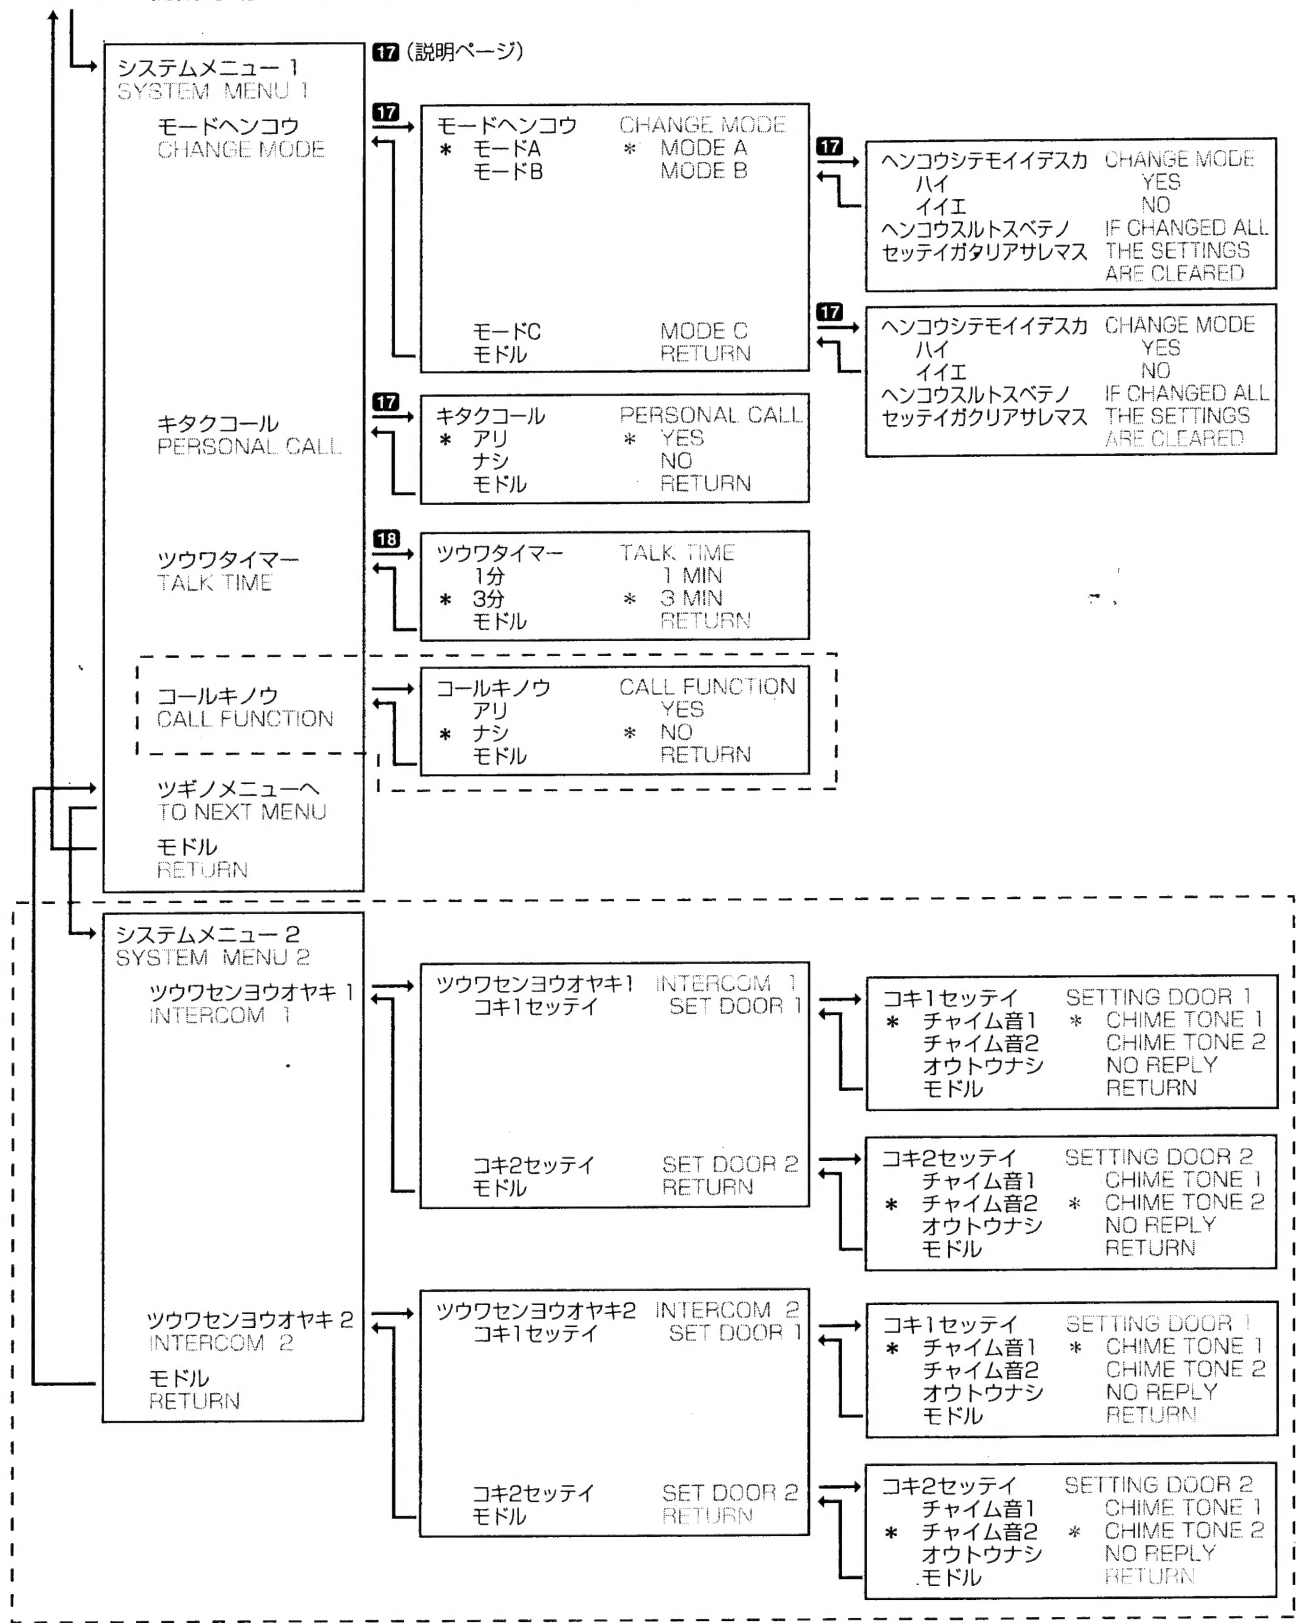 17 (説明ページ)
システムメニュー 1
SYSTEM MENU 1
モードヘンコウ
CHANGE MODE
17
モードヘンコウ CHANGE MODE
* モードA * MODE A
モードB MODE B
モードC MODE C
モドル RETURN
17
ヘンコウシテモイイデスカ CHANGE MODE
ハイ YES
イイエ NO
ヘンコウスルトスベテノ IF CHANGED ALL
セッテイガタリアサレマス THE SETTINGS
ARE CLEARED
17
ヘンコウシテモイイデスカ CHANGE MODE
ハイ YES
イイエ NO
ヘンコウスルトスベテノ IF CHANGED ALL
セッテイガクリアサレマス THE SETTINGS
ARE CLEARED
キタクコール
PERSONAL CALL
17
キタクコール PERSONAL CALL
* アリ * YES
ナシ NO
モドル RETURN
ツウワタイマー
TALK TIME
18
ツウワタイマー TALK TIME
1分 1 MIN
* 3分 * 3 MIN
モドル RETURN
コールキノウ
CALL FUNCTION
コールキノウ CALL FUNCTION
アリ YES
* ナシ * NO
モドル RETURN
ツギノメニューヘ
TO NEXT MENU
モドル
RETURN
システムメニュー 2
SYSTEM MENU 2
ツウワセンヨウオヤキ 1
INTERCOM 1
ツウワセンヨウオヤキ1 INTERCOM 1
コキ1セッテイ SET DOOR 1
コキ2セッテイ SET DOOR 2
モドル RETURN
コキ1セッテイ SETTING DOOR 1
* チャイム音1 * CHIME TONE 1
チャイム音2 CHIME TONE 2
オウトウナシ NO REPLY
モドル RETURN
コキ2セッテイ SETTING DOOR 2
チャイム音1 CHIME TONE 1
* チャイム音2 * CHIME TONE 2
オウトウナシ NO REPLY
モドル RETURN
ツウワセンヨウオヤキ 2
INTERCOM 2
モドル
RETURN
ツウワセンヨウオヤキ2 INTERCOM 2
コキ1セッテイ SET DOOR 1
コキ2セッテイ SET DOOR 2
モドル RETURN
コキ1セッテイ SETTING DOOR 1
* チャイム音1 * CHIME TONE 1
チャイム音2 CHIME TONE 2
オウトウナシ NO REPLY
モドル RETURN
コキ2セッテイ SETTING DOOR 2
チャイム音1 CHIME TONE 1
* チャイム音2 * CHIME TONE 2
オウトウナシ NO REPLY
モドル RETURN